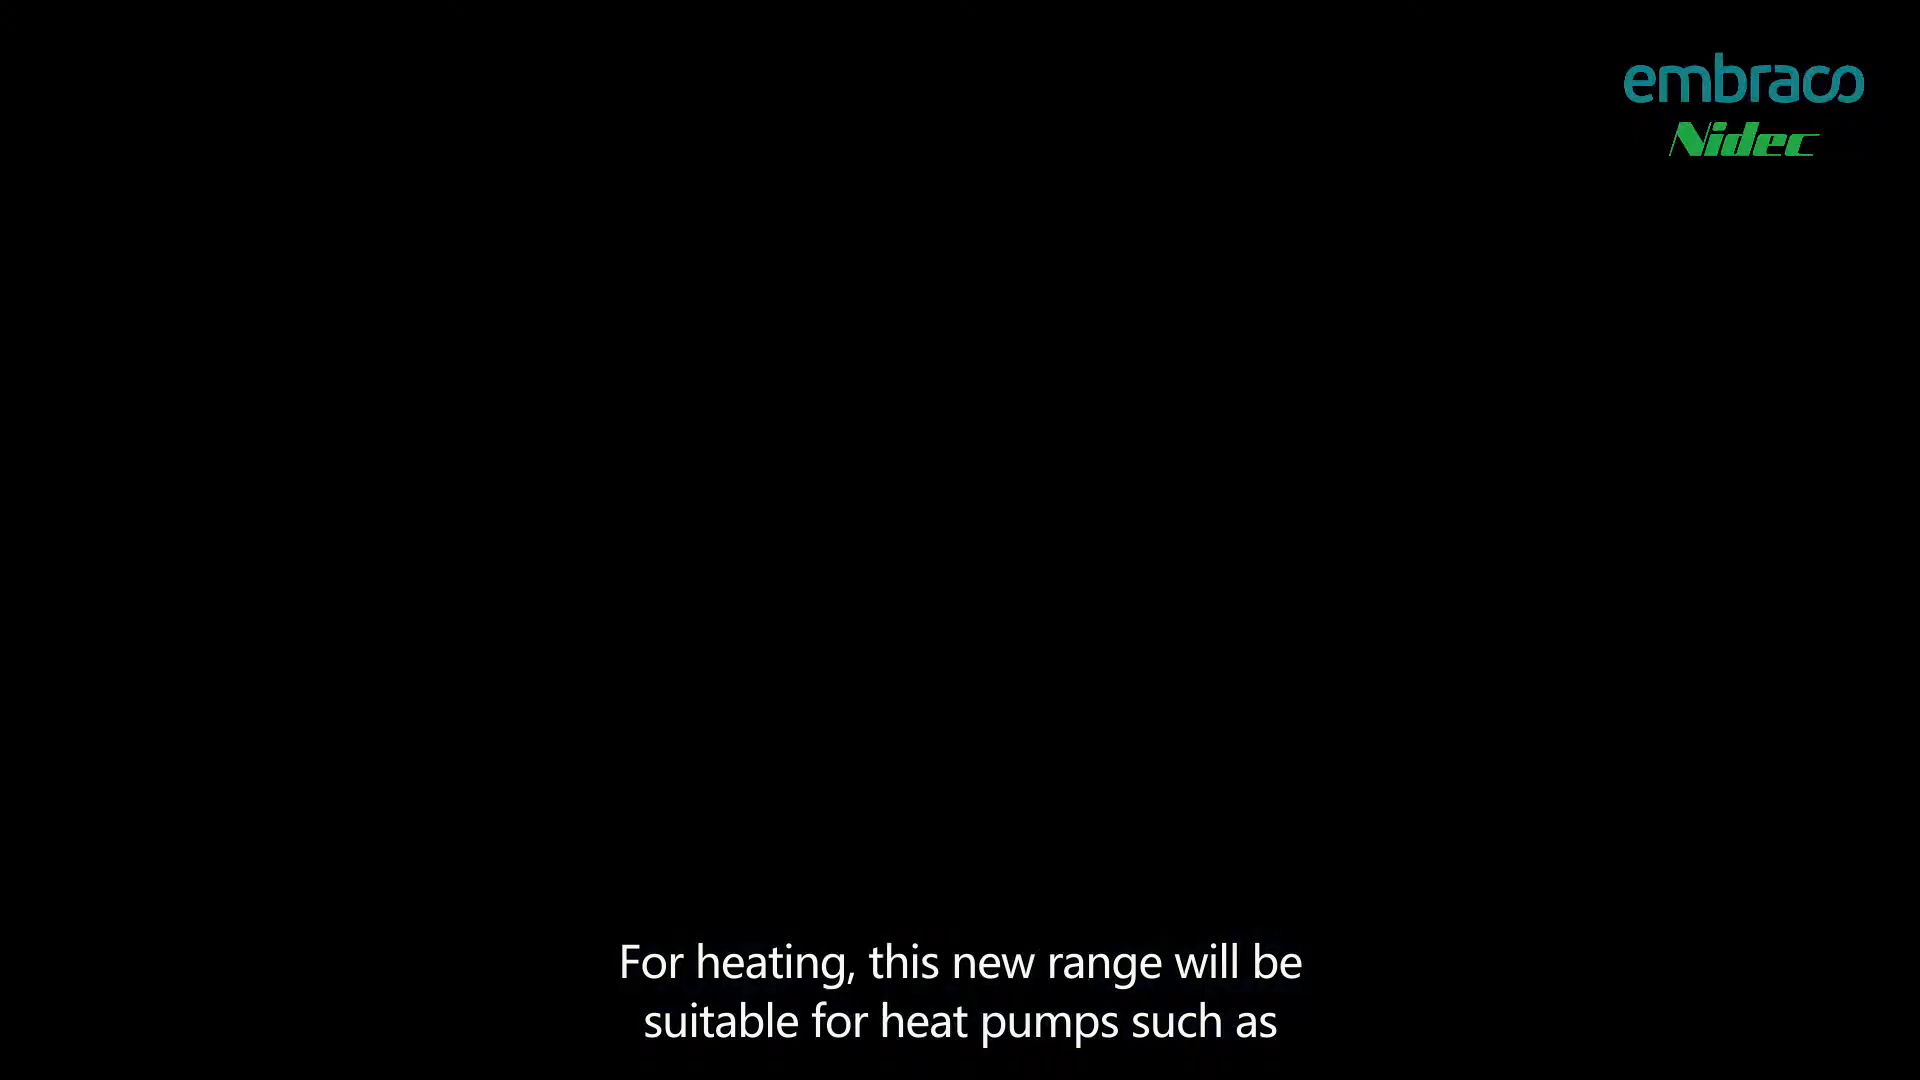 embraco
Nidec
For heating, this new range will be
suitable for heat pumps such as